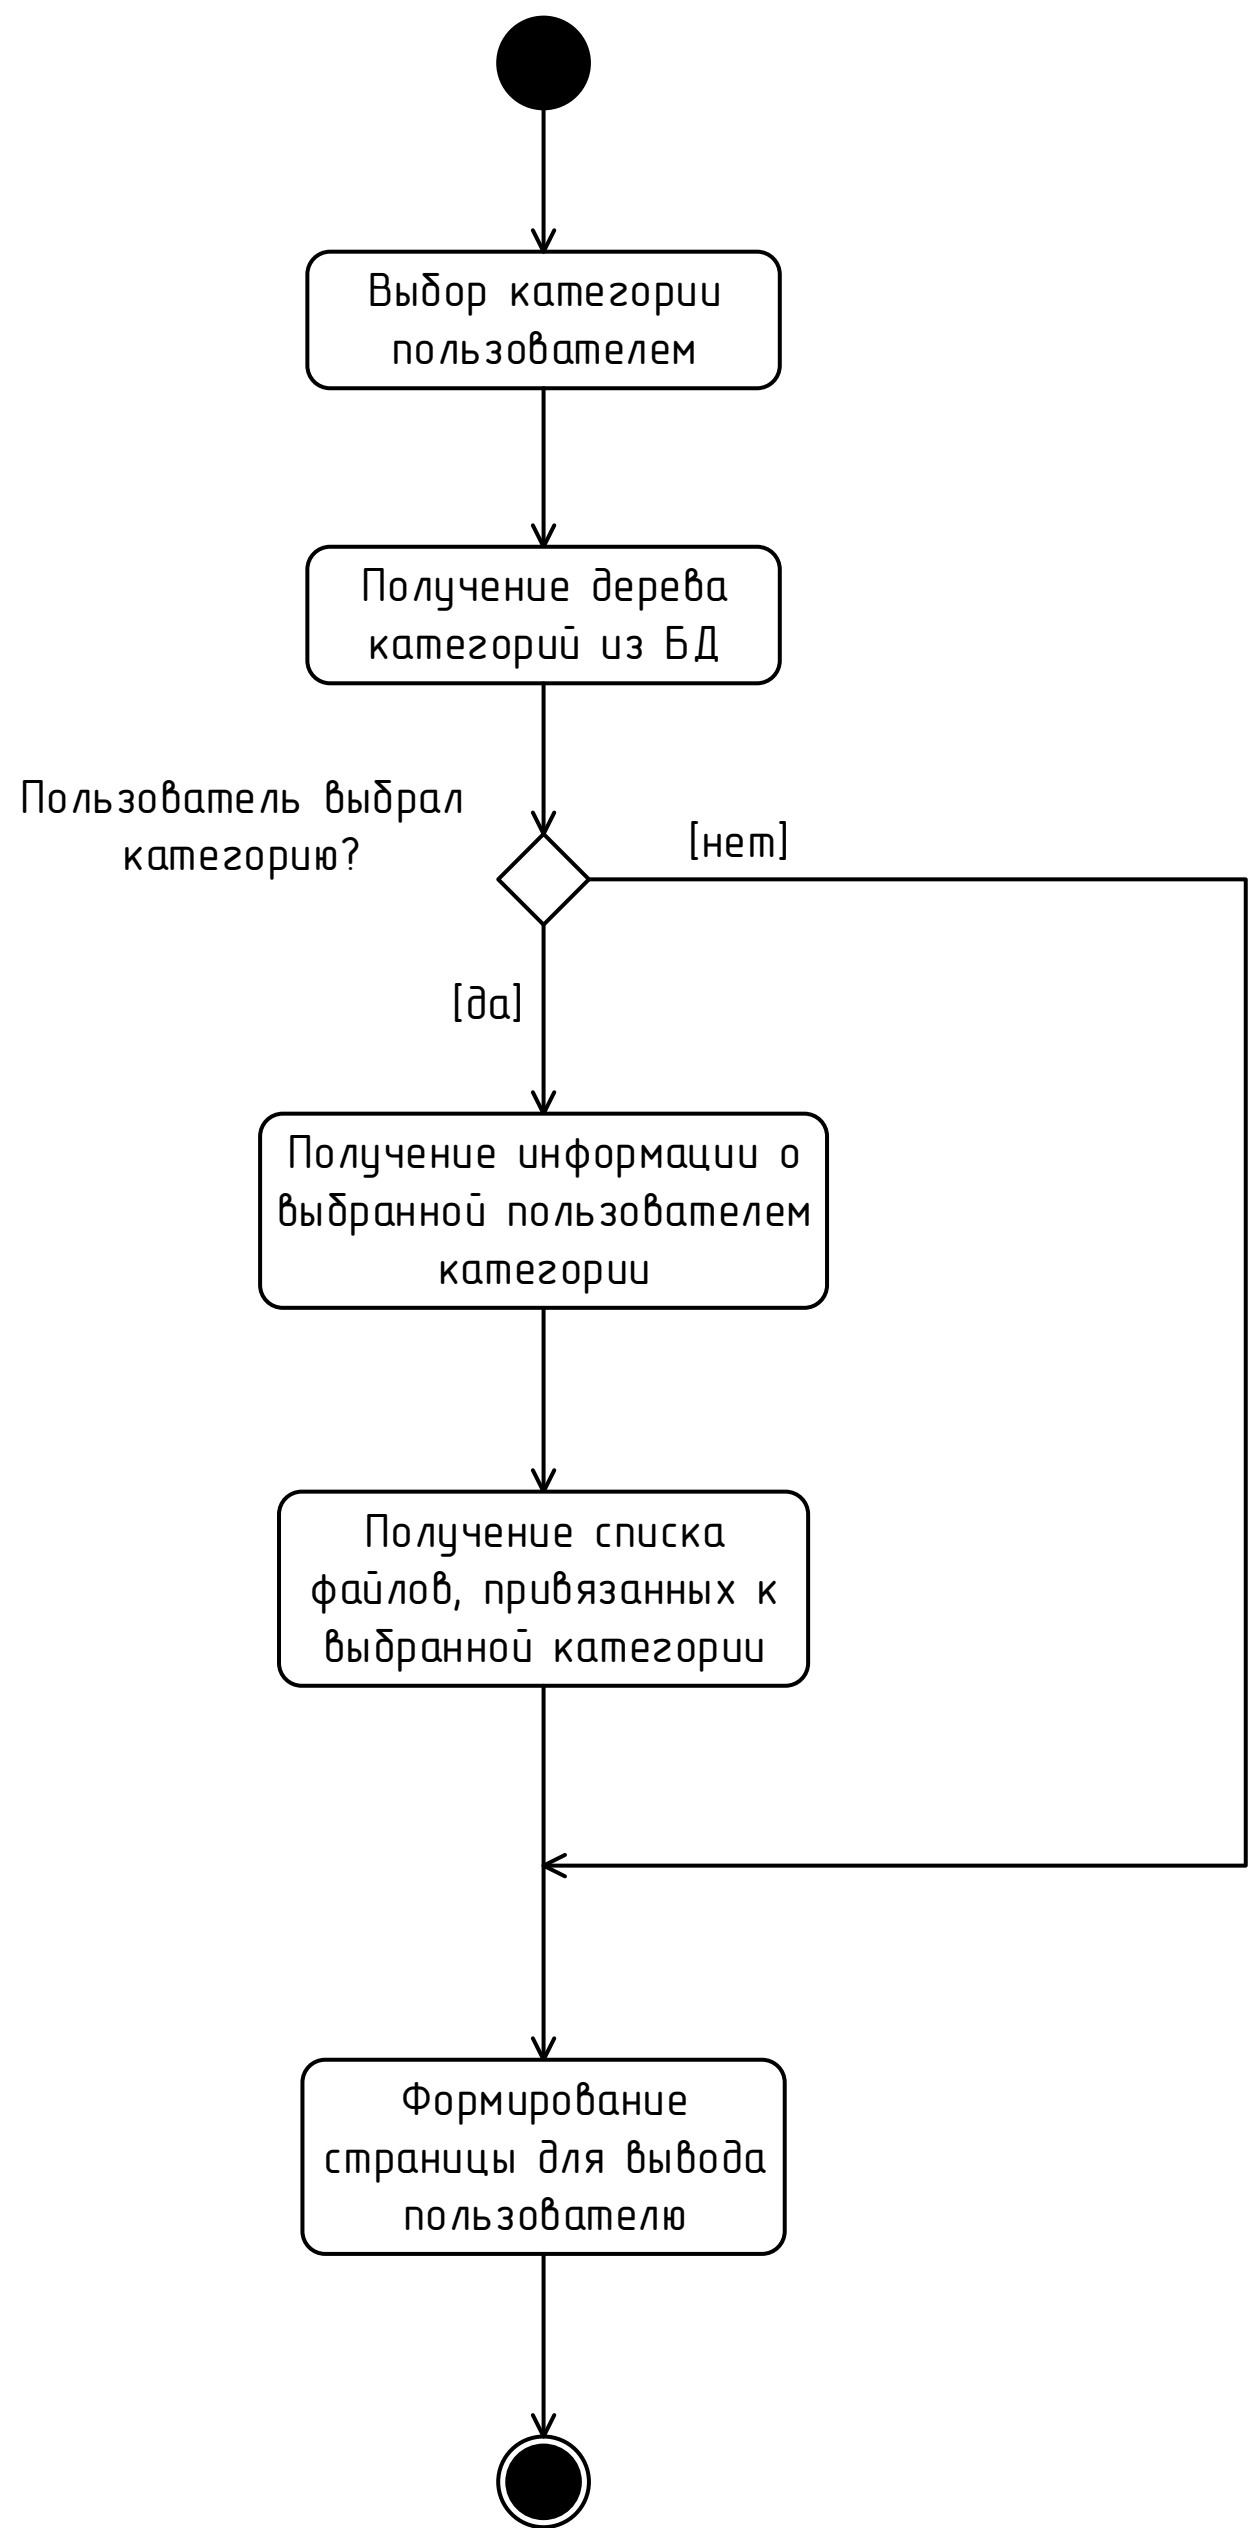 Выбор категории
пользователем
Получение дерева
категорий из БД
Пользователь выбрал
категорию?
[нет]
[да]
Получение информации о
выбранной пользователем
категории
Получение списка
файлов, привязанных к
выбранной категории
Формирование
страницы для вывода
пользователю